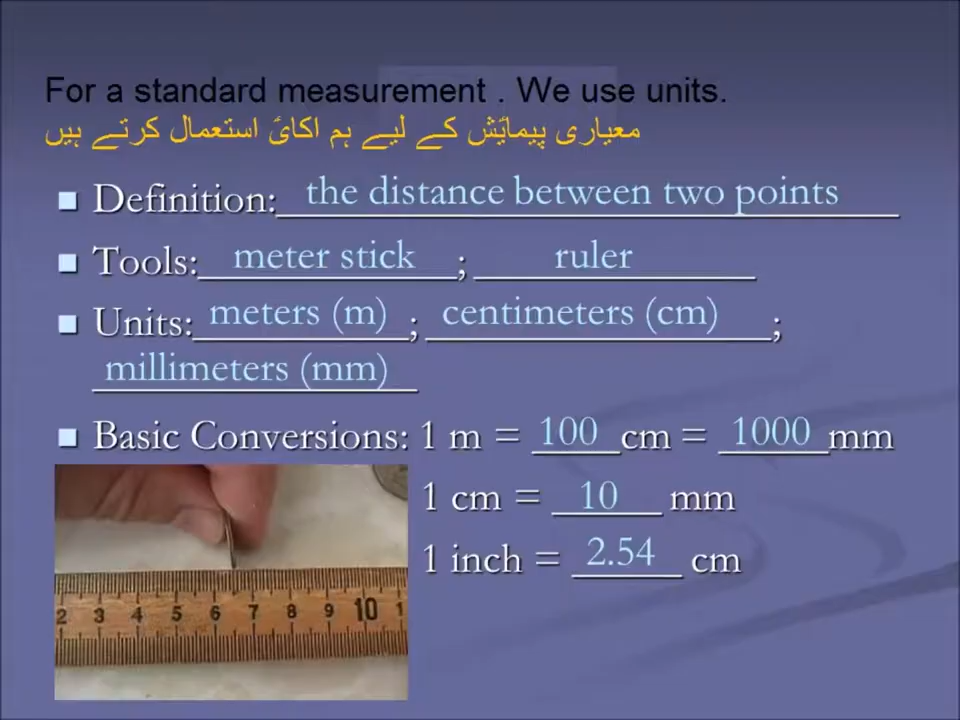 For a standard measurement . We use units.
معیاری پیمایٔش کے لیے ہم اکائ استعمال کرتے ہیں
Definition: the distance between two points
Tools: meter stick ; ruler
Units: meters (m) ; centimeters (cm) ;
millimeters (mm)
Basic Conversions: 1 m = 100 cm = 1000 mm
1 cm = 10 mm
1 inch = 2.54 cm
2 3 4 5 6 7 8 9 10 1